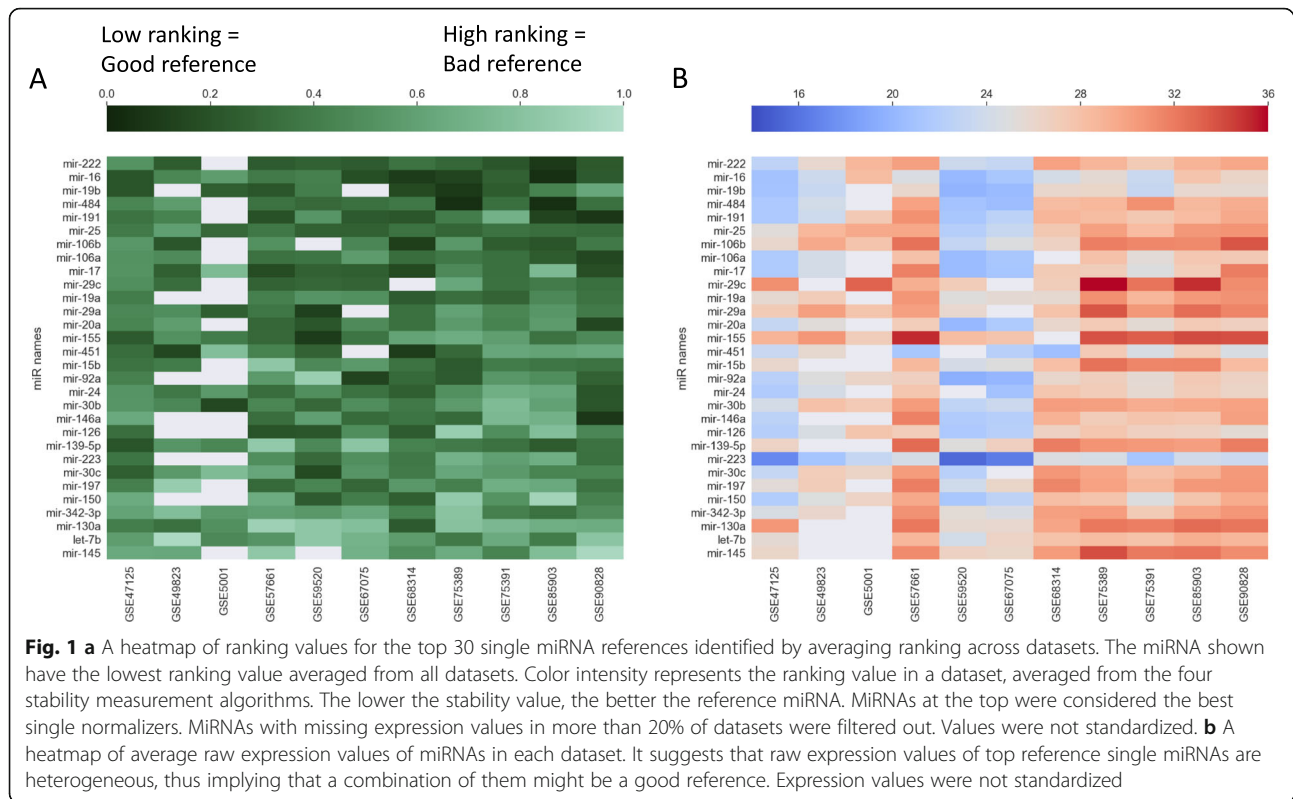 Low ranking =
Good reference
High ranking =
Bad reference
A
0.0 0.2 0.4 0.6 0.8 1.0
miR names
mir-222
mir-16
mir-19b
mir-484
mir-191
mir-25
mir-106b
mir-106a
mir-17
mir-29c
mir-19a
mir-29a
mir-20a
mir-155
mir-451
mir-15b
mir-92a
mir-24
mir-30b
mir-146a
mir-126
mir-139-5p
mir-223
mir-30c
mir-197
mir-150
mir-342-3p
mir-130a
let-7b
mir-145
GSE47125
GSE49823
GSE5001
GSE57661
GSE59520
GSE67075
GSE68314
GSE75389
GSE75391
GSE85903
GSE90828
B
16 20 24 28 32 36
miR names
mir-222
mir-16
mir-19b
mir-484
mir-191
mir-25
mir-106b
mir-106a
mir-17
mir-29c
mir-19a
mir-29a
mir-20a
mir-155
mir-451
mir-15b
mir-92a
mir-24
mir-30b
mir-146a
mir-126
mir-139-5p
mir-223
mir-30c
mir-197
mir-150
mir-342-3p
mir-130a
let-7b
mir-145
GSE47125
GSE49823
GSE5001
GSE57661
GSE59520
GSE67075
GSE68314
GSE75389
GSE75391
GSE85903
GSE90828
Fig. 1 a A heatmap of ranking values for the top 30 single miRNA references identified by averaging ranking across datasets. The miRNA shown
have the lowest ranking value averaged from all datasets. Color intensity represents the ranking value in a dataset, averaged from the four
stability measurement algorithms. The lower the stability value, the better the reference miRNA. MiRNAs at the top were considered the best
single normalizers. MiRNAs with missing expression values in more than 20% of datasets were filtered out. Values were not standardized. b A
heatmap of average raw expression values of miRNAs in each dataset. It suggests that raw expression values of top reference single miRNAs are
heterogeneous, thus implying that a combination of them might be a good reference. Expression values were not standardized